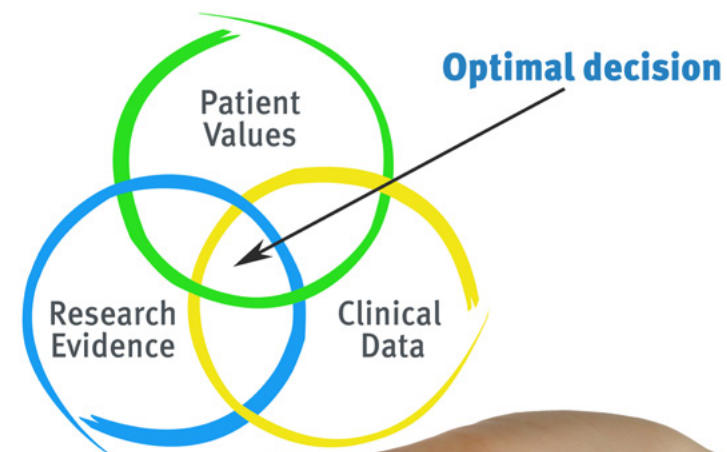 Optimal decision
Patient
Values
Research
Evidence
Clinical
Data